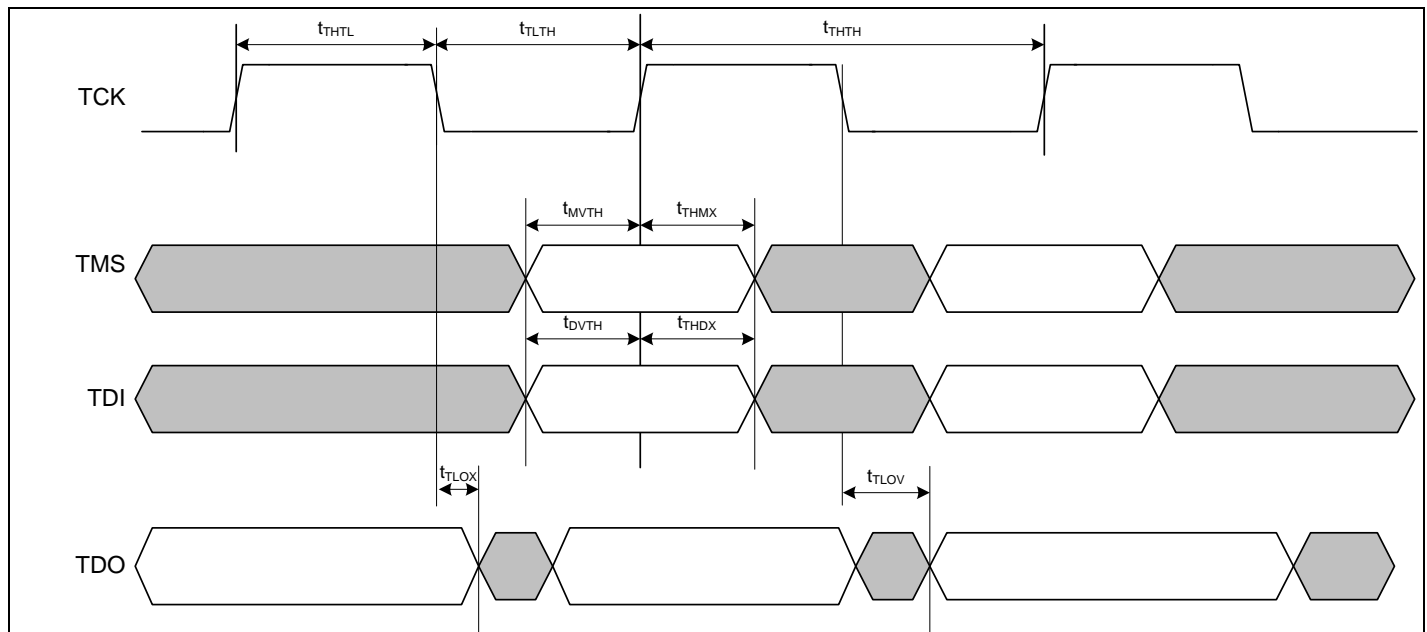 tTHTL tTLTH tTHTH
TCK
tMVTH tTHMX
TMS
tDVTH tTHDX
TDI
tTLOX tTLOV
TDO